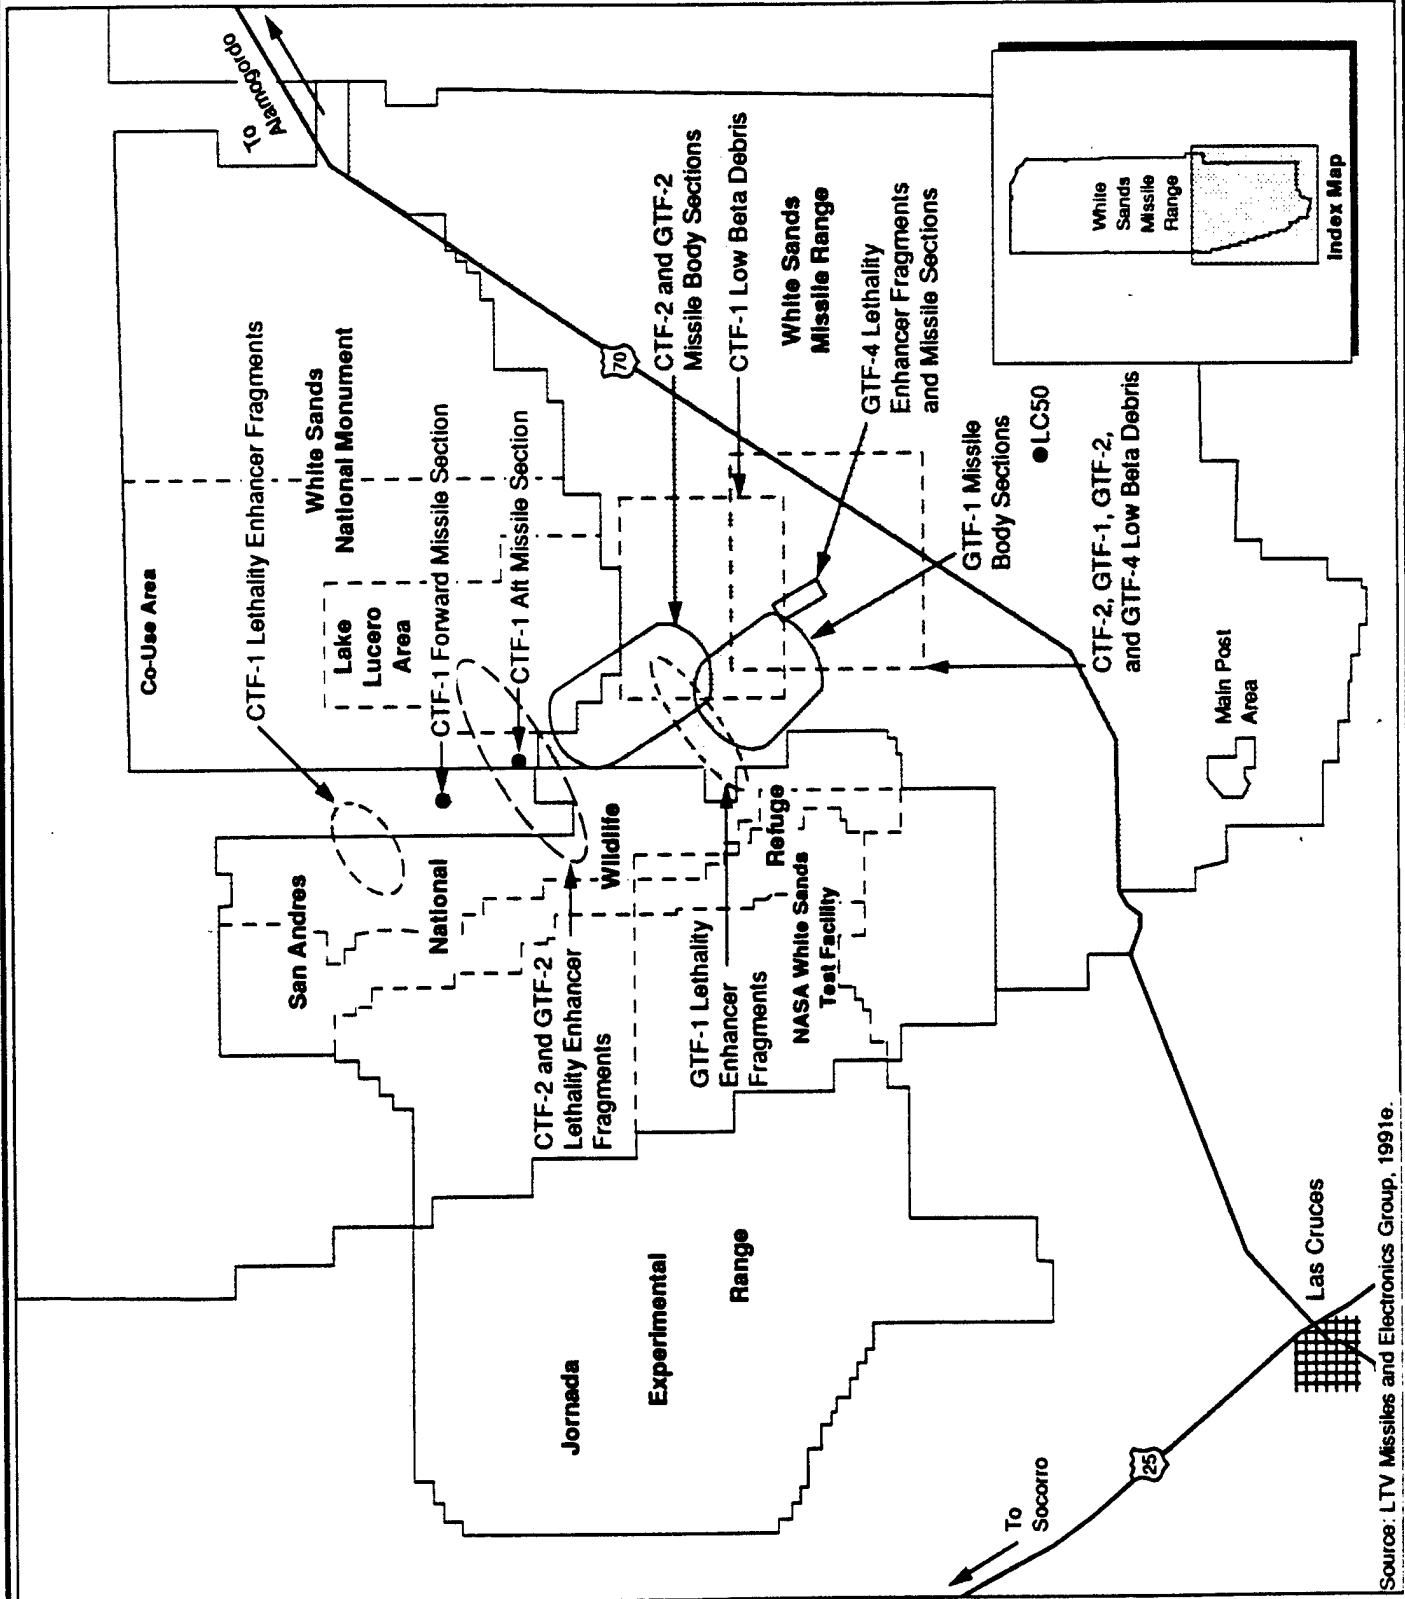 To
Alamogordo
Co-Use Area
CTF-1 Lethality Enhancer Fragments
White Sands
National Monument
Lake
Lucero
Area
CTF-1 Forward Missile Section
CTF-1 Aft Missile Section
San Andres
National
Wildlife
Refuge
70
CTF-2 and GTF-2
Missile Body Sections
CTF-1 Low Beta Debris
White Sands
Missile Range
GTF-4 Lethality
Enhancer Fragments
and Missile Sections
GTF-1 Missile
Body Sections
LC50
CTF-2, GTF-1, GTF-2,
and GTF-4 Low Beta Debris
CTF-2 and GTF-2
Lethality Enhancer
Fragments
GTF-1 Lethality
Enhancer
Fragments
NASA White Sands
Test Facility
Main Post
Area
Jornada
Experimental
Range
Las Cruces
25
To
Socorro
White
Sands
Missile
Range
Index Map
Source: LTV Missiles and Electronics Group, 1991e.